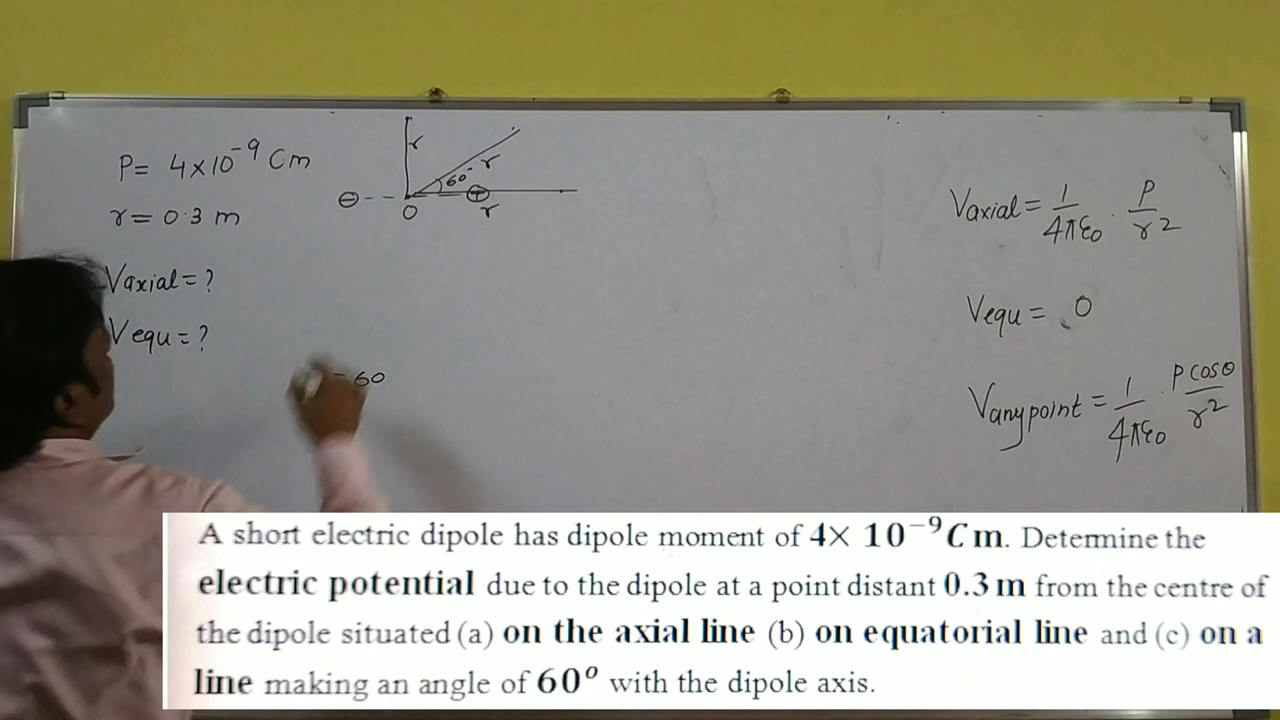 P= 4×10⁻⁹ Cm
r= 0.3 m
Vaxial= ?
Vequ= ?
= 60
r
60°
r
⊖ -- ⊕
O
r
Vaxial= 1/4πε₀ . P/r²
Vequ= 0
Vanypoint= 1/4πε₀ . P cosθ/r²
A short electric dipole has dipole moment of 4× 10⁻⁹C m. Determine the
electric potential due to the dipole at a point distant 0.3 m from the centre of
the dipole situated (a) on the axial line (b) on equatorial line and (c) on a
line making an angle of 60º with the dipole axis.